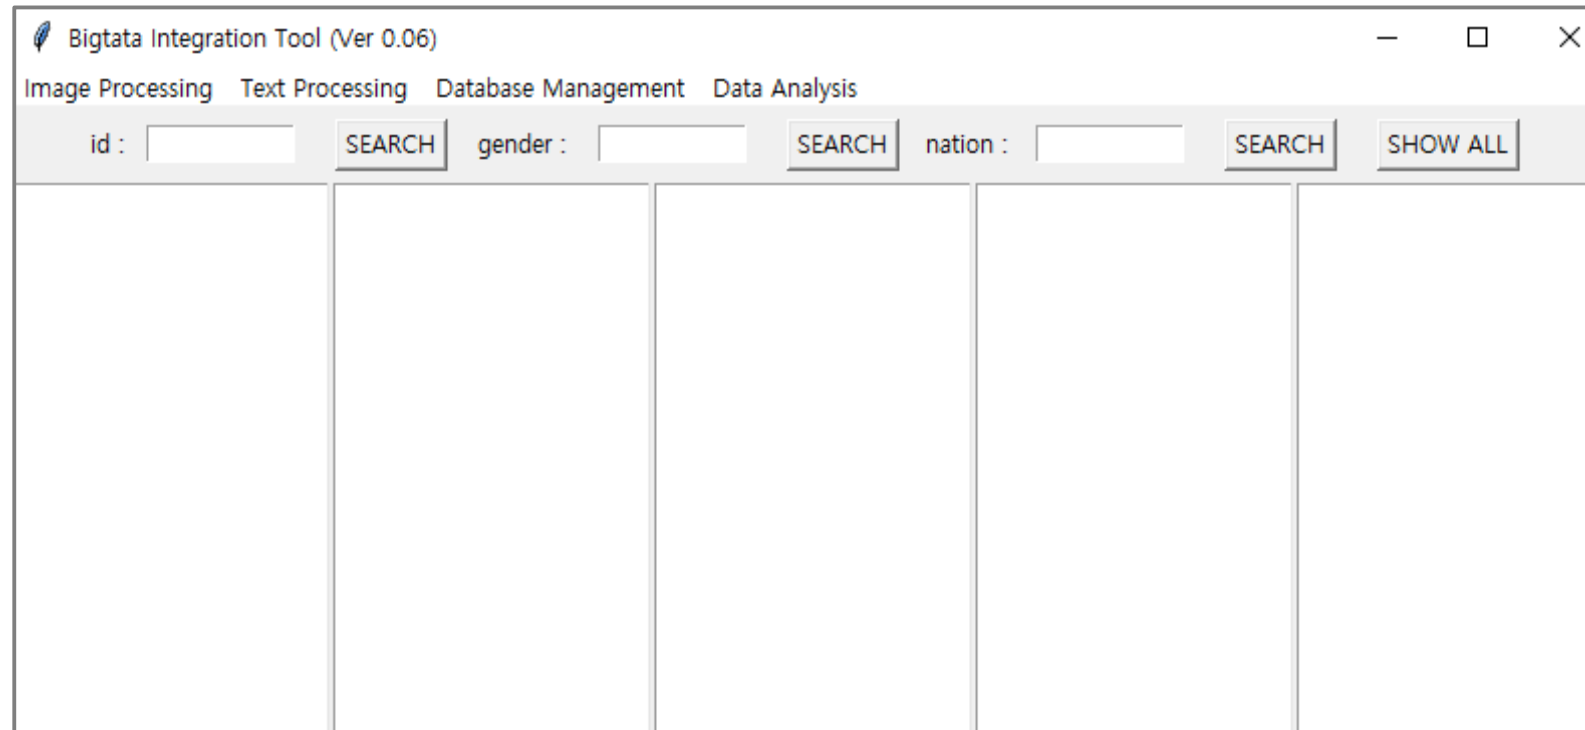 Bigtata Integration Tool (Ver 0.06)
Image Processing Text Processing Database Management Data Analysis
id : SEARCH gender : SEARCH nation : SEARCH SHOW ALL